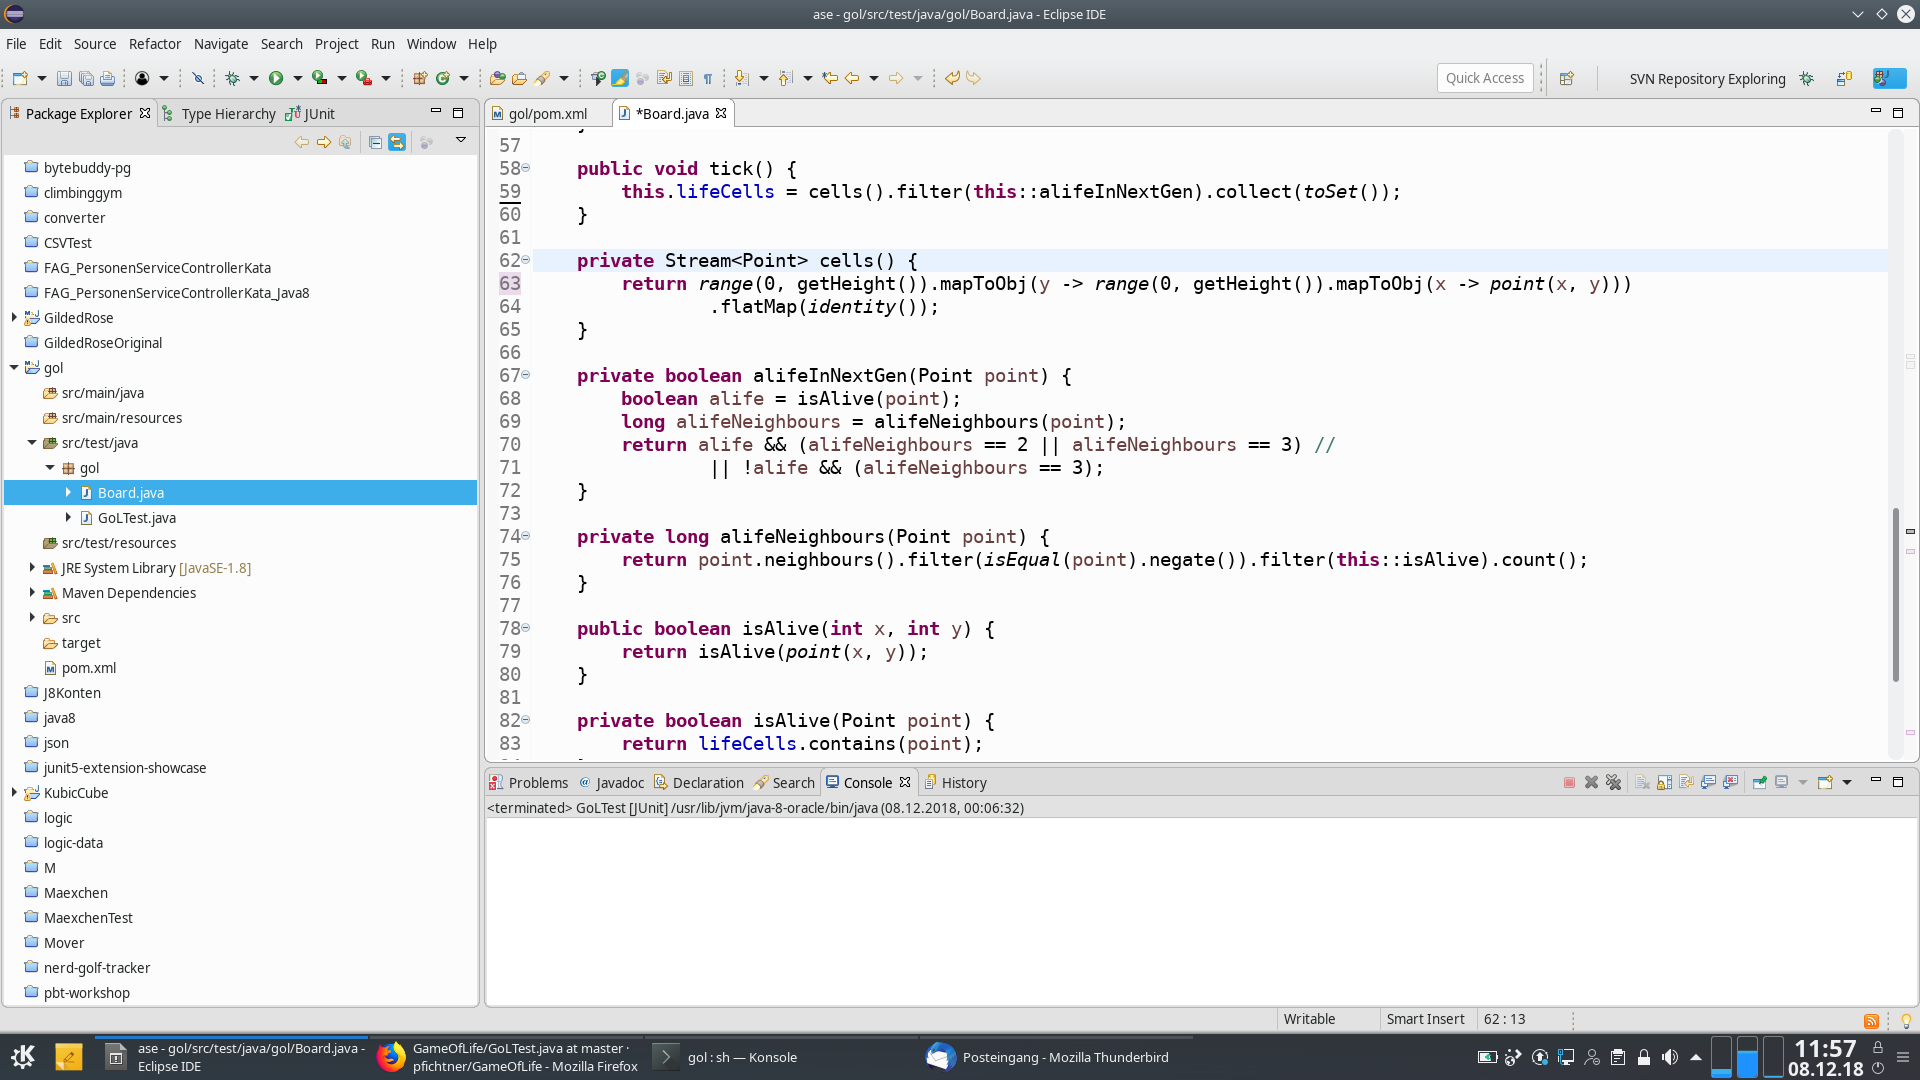 ase - gol/src/test/java/gol/Board.java - Eclipse IDE
File Edit Source Refactor Navigate Search Project Run Window Help
Quick Access
SVN Repository Exploring
Package Explorer
Type Hierarchy
JUnit
bytebuddy-pg
climbinggym
converter
CSVTest
FAG_PersonenServiceControllerKata
FAG_PersonenServiceControllerKata_Java8
GildedRose
GildedRoseOriginal
gol
src/main/java
src/main/resources
src/test/java
gol
Board.java
GoLTest.java
src/test/resources
JRE System Library [JavaSE-1.8]
Maven Dependencies
src
target
pom.xml
J8Konten
java8
json
junit5-extension-showcase
KubicCube
logic
logic-data
M
Maexchen
MaexchenTest
Mover
nerd-golf-tracker
pbt-workshop
gol/pom.xml
*Board.java
57
58 public void tick() {
59 this.lifeCells = cells().filter(this::alifeInNextGen).collect(toSet());
60 }
61
62 private Stream<Point> cells() {
63 return range(0, getHeight()).mapToObj(y -> range(0, getHeight()).mapToObj(x -> point(x, y)))
64 .flatMap(identity());
65 }
66
67 private boolean alifeInNextGen(Point point) {
68 boolean alife = isAlive(point);
69 long alifeNeighbours = alifeNeighbours(point);
70 return alife && (alifeNeighbours == 2 || alifeNeighbours == 3) //
71 || !alife && (alifeNeighbours == 3);
72 }
73
74 private long alifeNeighbours(Point point) {
75 return point.neighbours().filter(isEqual(point).negate()).filter(this::isAlive).count();
76 }
77
78 public boolean isAlive(int x, int y) {
79 return isAlive(point(x, y));
80 }
81
82 private boolean isAlive(Point point) {
83 return lifeCells.contains(point);
Problems @ Javadoc Declaration Search Console History
<terminated> GoLTest [JUnit] /usr/lib/jvm/java-8-oracle/bin/java (08.12.2018, 00:06:32)
Writable
Smart Insert
62 : 13
ase - gol/src/test/java/gol/Board.java -
Eclipse IDE
GameOfLife/GoLTest.java at master ·
pfichtner/GameOfLife - Mozilla Firefox
gol : sh — Konsole
Posteingang - Mozilla Thunderbird
11:57
08.12.18